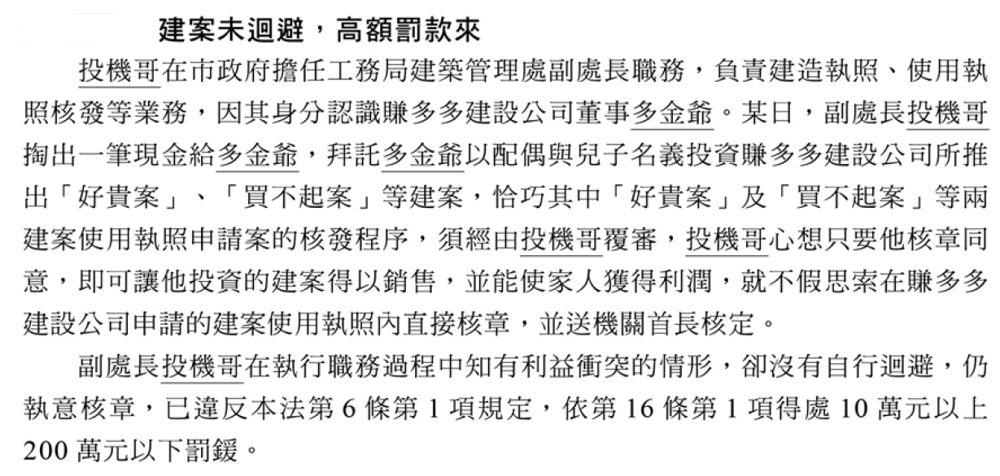 建案未迴避，高額罰款來
投機哥在市政府擔任工務局建築管理處副處長職務，負責建造執照、使用執
照核發等業務，因其身分認識賺多多建設公司董事多金爺。某日，副處長投機哥
掏出一筆現金給多金爺，拜託多金爺以配偶與兒子名義投資賺多多建設公司所推
出「好貴案」、「買不起案」等建案，恰巧其中「好貴案」及「買不起案」等兩
建案使用執照申請案的核發程序，須經由投機哥覆審，投機哥心想只要他核章同
意，即可讓他投資的建案得以銷售，並能使家人獲得利潤，就不假思索在賺多多
建設公司申請的建案使用執照內直接核章，並送機關首長核定。
副處長投機哥在執行職務過程中知有利益衝突的情形，卻沒有自行迴避，仍
執意核章，已違反本法第 6 條第 1 項規定，依第 16 條第 1 項得處 10 萬元以上
200 萬元以下罰鍰。